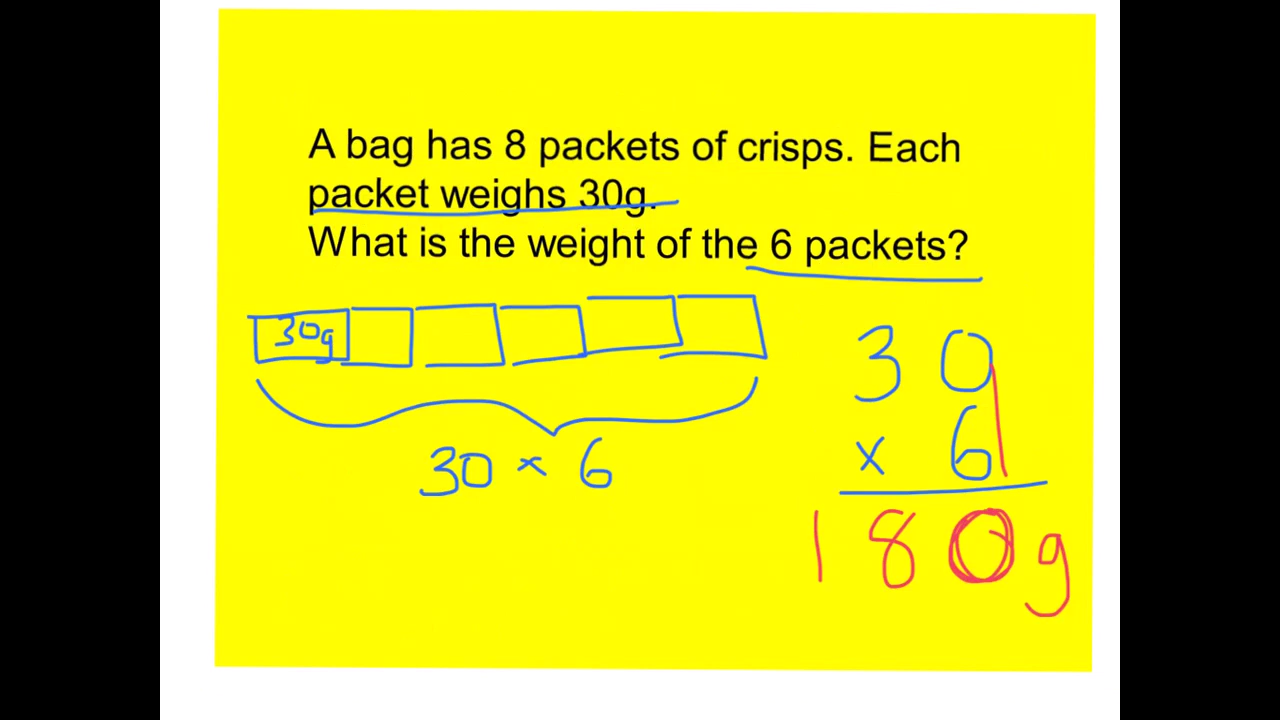 A bag has 8 packets of crisps. Each
packet weighs 30g.
What is the weight of the 6 packets?
30g
30 × 6
30
× 6
180g